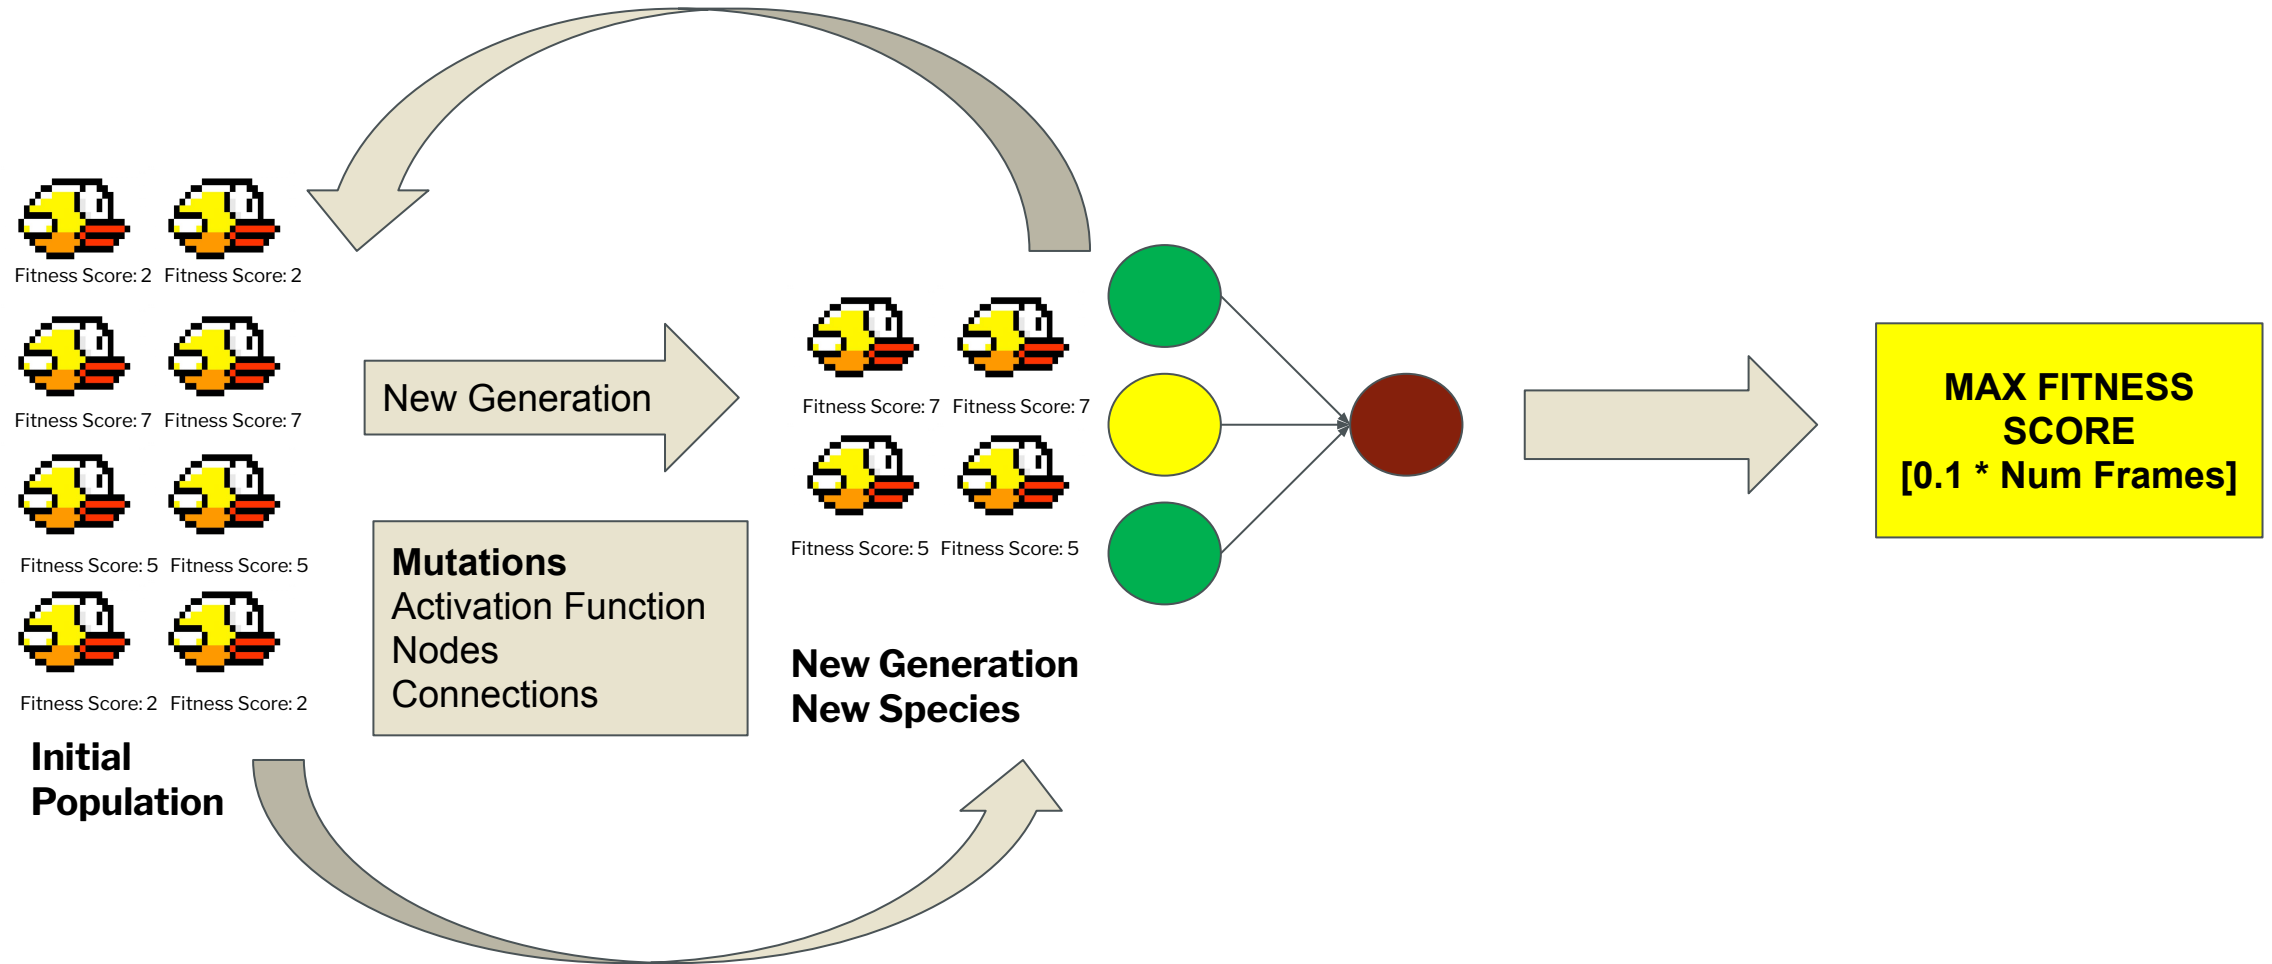 Fitness Score: 2 Fitness Score: 2
Fitness Score: 7 Fitness Score: 7
Fitness Score: 5 Fitness Score: 5
Fitness Score: 2 Fitness Score: 2
Initial
Population
New Generation
Mutations
Activation Function
Nodes
Connections
Fitness Score: 7 Fitness Score: 7
Fitness Score: 5 Fitness Score: 5
New Generation
New Species
MAX FITNESS
SCORE
[0.1 * Num Frames]